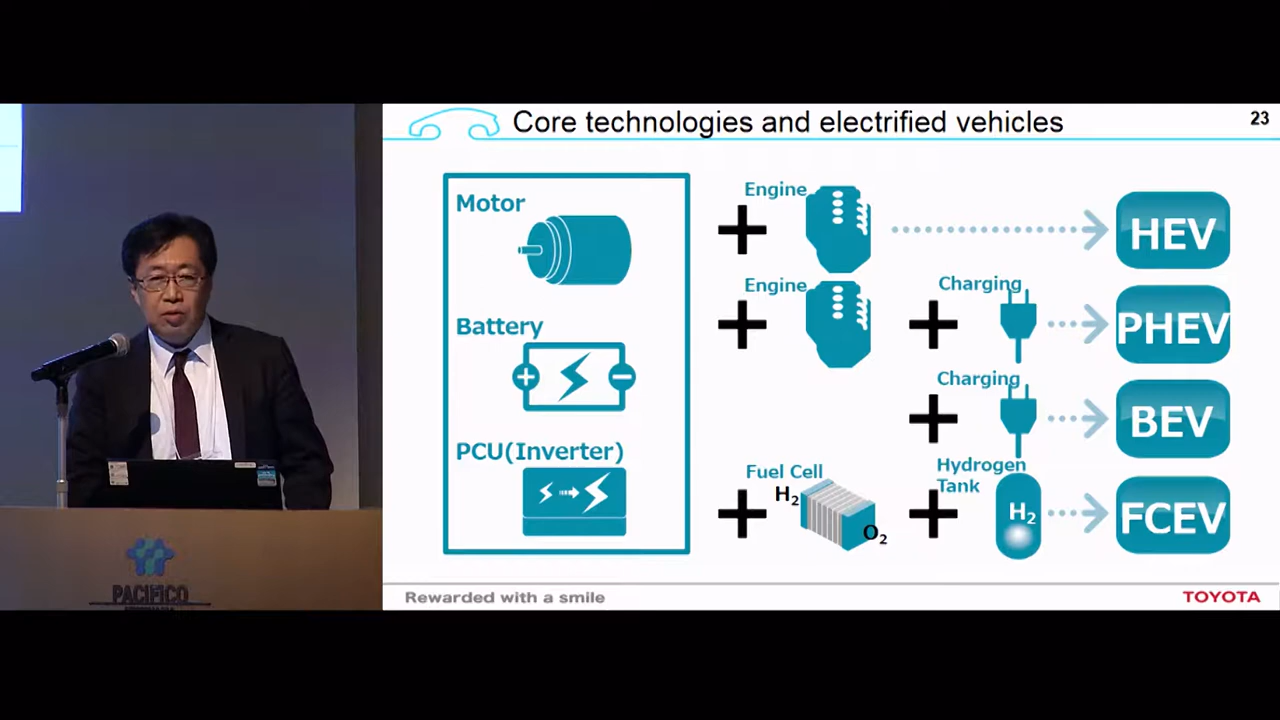 Core technologies and electrified vehicles
23
Motor
Battery
PCU(Inverter)
Engine
HEV
Engine
Charging
PHEV
Charging
BEV
Fuel Cell
H₂
O₂
Hydrogen
Tank
H₂
FCEV
Rewarded with a smile
TOYOTA
PACIFICO